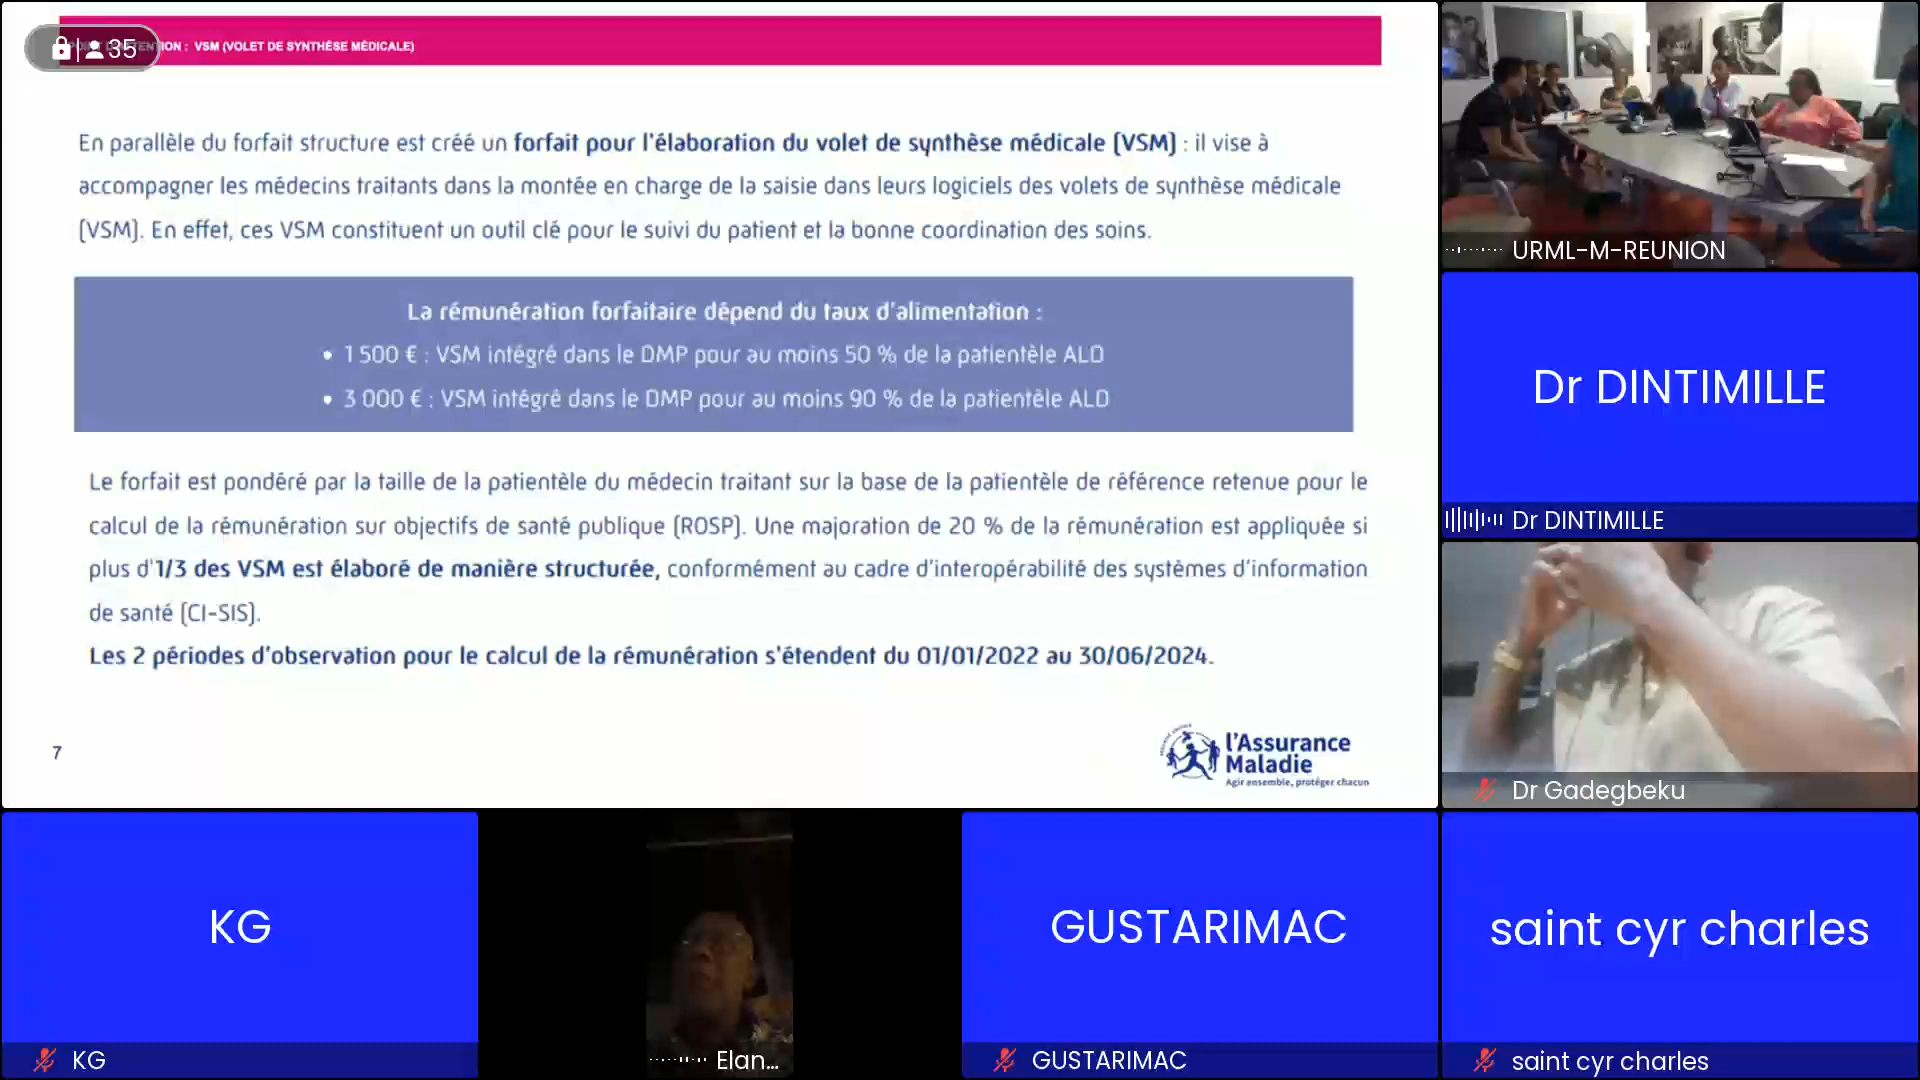 35
ION : VSM (VOLET DE SYNTHÈSE MÉDICALE)
En parallèle du forfait structure est créé un forfait pour l'élaboration du volet de synthèse médicale (VSM) : il vise à
accompagner les médecins traitants dans la montée en charge de la saisie dans leurs logiciels des volets de synthèse médicale
(VSM). En effet, ces VSM constituent un outil clé pour le suivi du patient et la bonne coordination des soins.
La rémunération forfaitaire dépend du taux d'alimentation :
• 1 500 € : VSM intégré dans le DMP pour au moins 50 % de la patientèle ALD
• 3 000 € : VSM intégré dans le DMP pour au moins 90 % de la patientèle ALD
Le forfait est pondéré par la taille de la patientèle du médecin traitant sur la base de la patientèle de référence retenue pour le
calcul de la rémunération sur objectifs de santé publique (ROSP). Une majoration de 20 % de la rémunération est appliquée si
plus d'1/3 des VSM est élaboré de manière structurée, conformément au cadre d'interopérabilité des systèmes d'information
de santé (CI-SIS).
Les 2 périodes d'observation pour le calcul de la rémunération s'étendent du 01/01/2022 au 30/06/2024.
7
l'Assurance
Maladie
Agir ensemble, protéger chacun
URML-M-REUNION
Dr DINTIMILLE
Dr DINTIMILLE
Dr Gadegbeku
KG
KG
Elan...
GUSTARIMAC
GUSTARIMAC
saint cyr charles
saint cyr charles